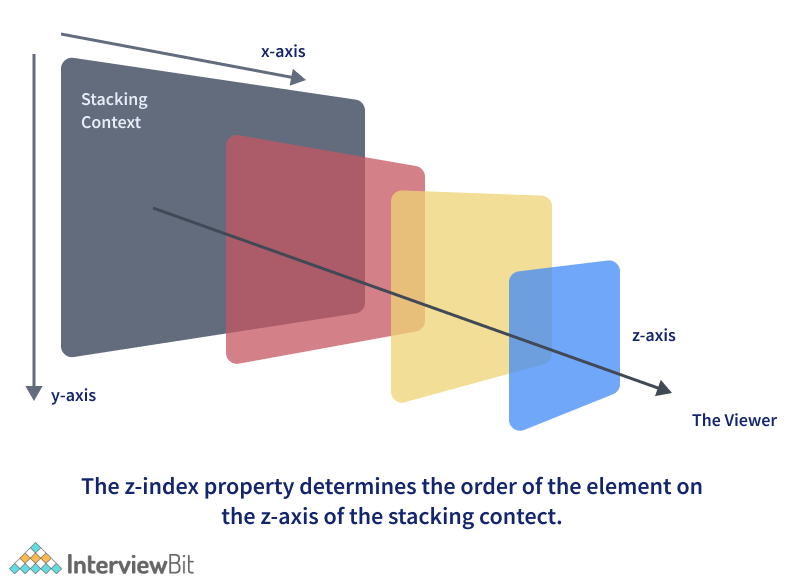 x-axis
Stacking
Context
z-axis
y-axis
The Viewer
The z-index property determines the order of the element on
the z-axis of the stacking contect.
InterviewBit